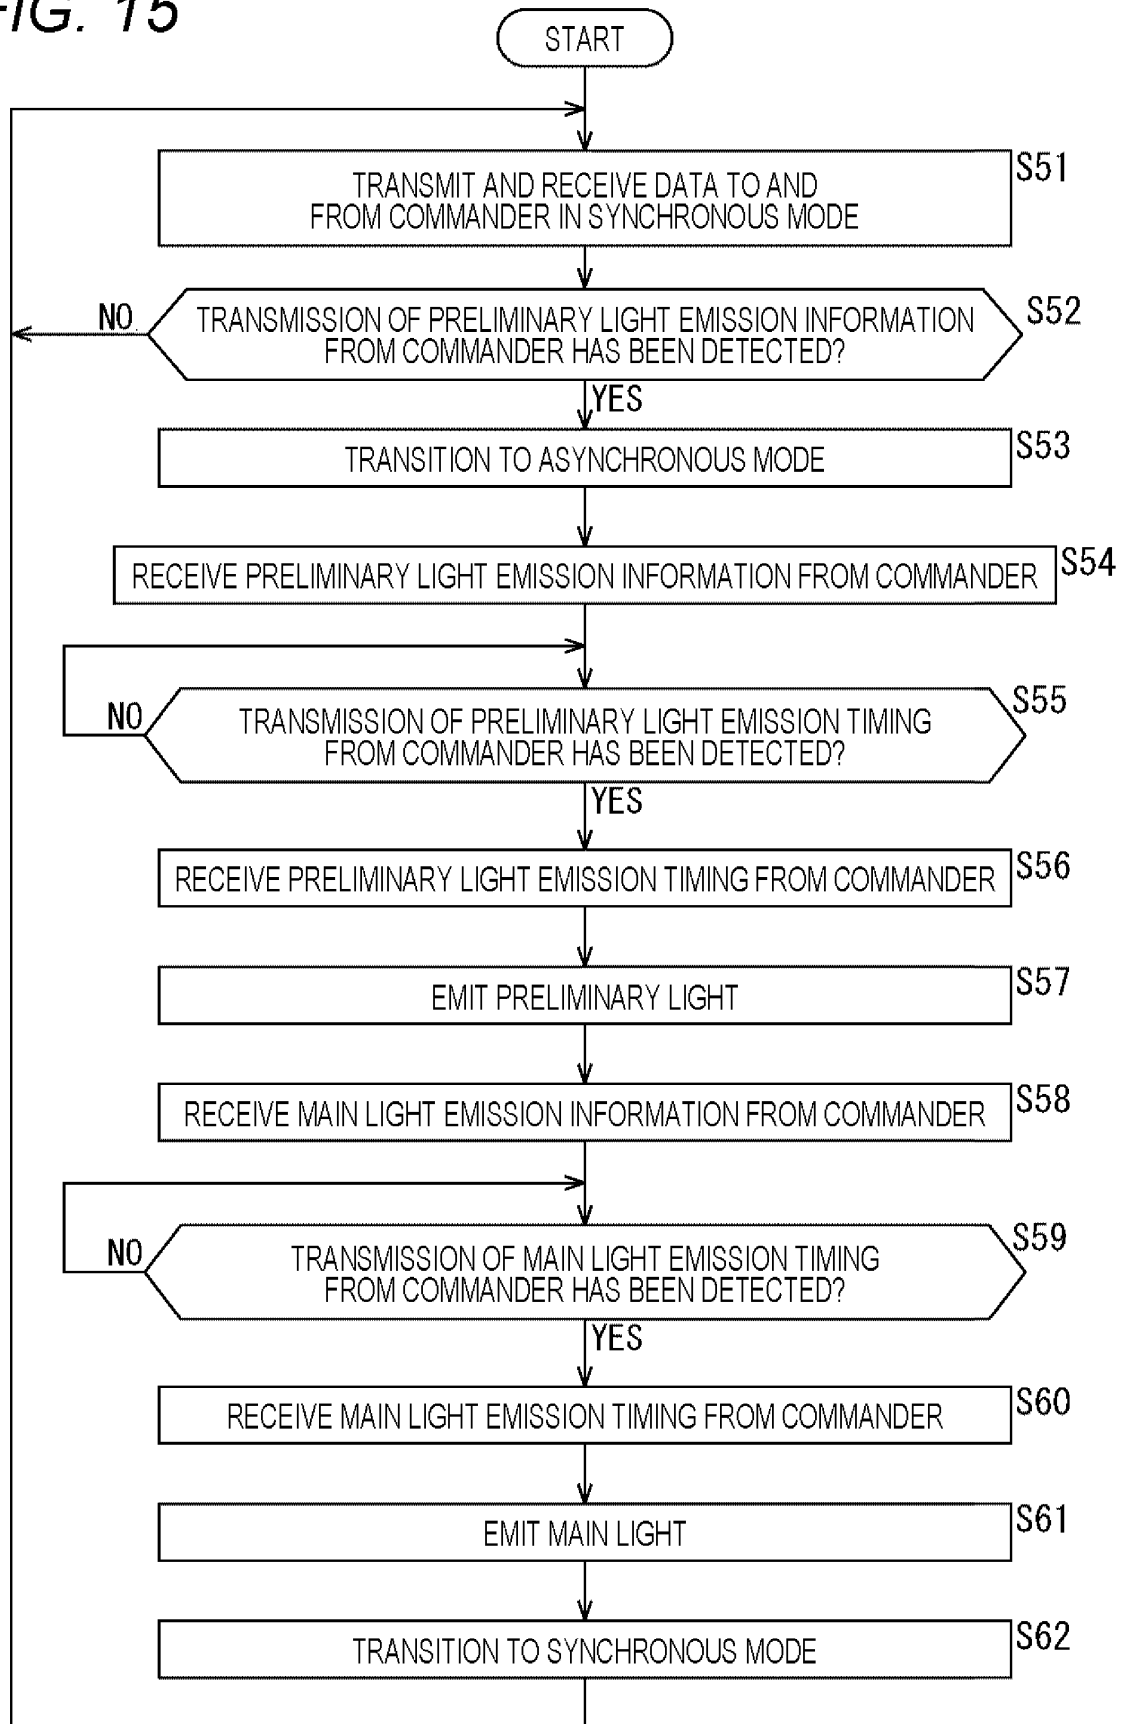 FIG. 15
START
S51
TRANSMIT AND RECEIVE DATA TO AND
FROM COMMANDER IN SYNCHRONOUS MODE
NO
S52
TRANSMISSION OF PRELIMINARY LIGHT EMISSION INFORMATION
FROM COMMANDER HAS BEEN DETECTED?
YES
S53
TRANSITION TO ASYNCHRONOUS MODE
S54
RECEIVE PRELIMINARY LIGHT EMISSION INFORMATION FROM COMMANDER
S55
NO
TRANSMISSION OF PRELIMINARY LIGHT EMISSION TIMING
FROM COMMANDER HAS BEEN DETECTED?
YES
S56
RECEIVE PRELIMINARY LIGHT EMISSION TIMING FROM COMMANDER
S57
EMIT PRELIMINARY LIGHT
S58
RECEIVE MAIN LIGHT EMISSION INFORMATION FROM COMMANDER
S59
NO
TRANSMISSION OF MAIN LIGHT EMISSION TIMING
FROM COMMANDER HAS BEEN DETECTED?
YES
S60
RECEIVE MAIN LIGHT EMISSION TIMING FROM COMMANDER
S61
EMIT MAIN LIGHT
S62
TRANSITION TO SYNCHRONOUS MODE